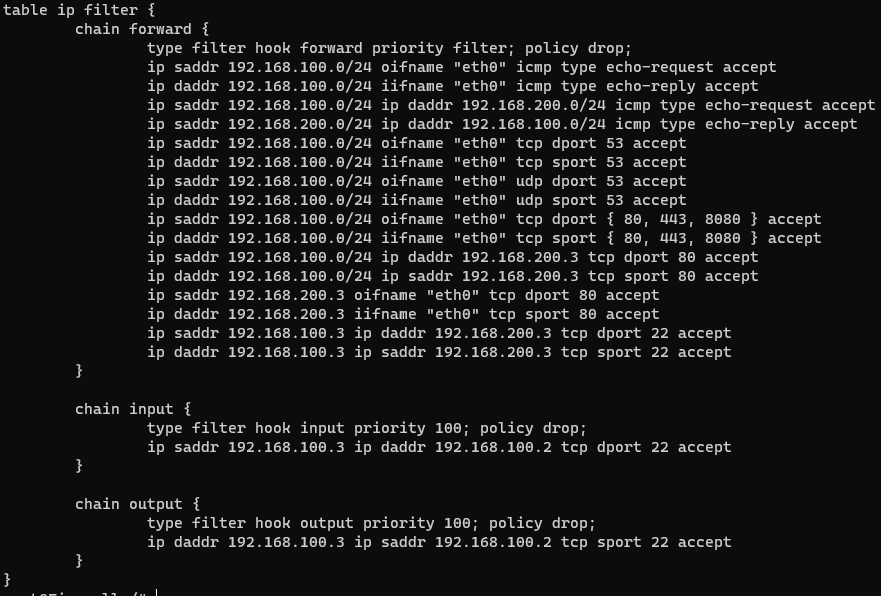 table ip filter {
chain forward {
type filter hook forward priority filter; policy drop;
ip saddr 192.168.100.0/24 oifname "eth0" icmp type echo-request accept
ip daddr 192.168.100.0/24 iifname "eth0" icmp type echo-reply accept
ip saddr 192.168.100.0/24 ip daddr 192.168.200.0/24 icmp type echo-request accept
ip saddr 192.168.200.0/24 ip daddr 192.168.100.0/24 icmp type echo-reply accept
ip saddr 192.168.100.0/24 oifname "eth0" tcp dport 53 accept
ip daddr 192.168.100.0/24 iifname "eth0" tcp sport 53 accept
ip saddr 192.168.100.0/24 oifname "eth0" udp dport 53 accept
ip daddr 192.168.100.0/24 iifname "eth0" udp sport 53 accept
ip saddr 192.168.100.0/24 oifname "eth0" tcp dport { 80, 443, 8080 } accept
ip daddr 192.168.100.0/24 iifname "eth0" tcp sport { 80, 443, 8080 } accept
ip saddr 192.168.100.0/24 ip daddr 192.168.200.3 tcp dport 80 accept
ip daddr 192.168.100.0/24 ip saddr 192.168.200.3 tcp sport 80 accept
ip saddr 192.168.200.3 oifname "eth0" tcp dport 80 accept
ip daddr 192.168.200.3 iifname "eth0" tcp sport 80 accept
ip saddr 192.168.100.3 ip daddr 192.168.200.3 tcp dport 22 accept
ip daddr 192.168.100.3 ip saddr 192.168.200.3 tcp sport 22 accept
}
chain input {
type filter hook input priority 100; policy drop;
ip saddr 192.168.100.3 ip daddr 192.168.100.2 tcp dport 22 accept
}
chain output {
type filter hook output priority 100; policy drop;
ip daddr 192.168.100.3 ip saddr 192.168.100.2 tcp sport 22 accept
}
}